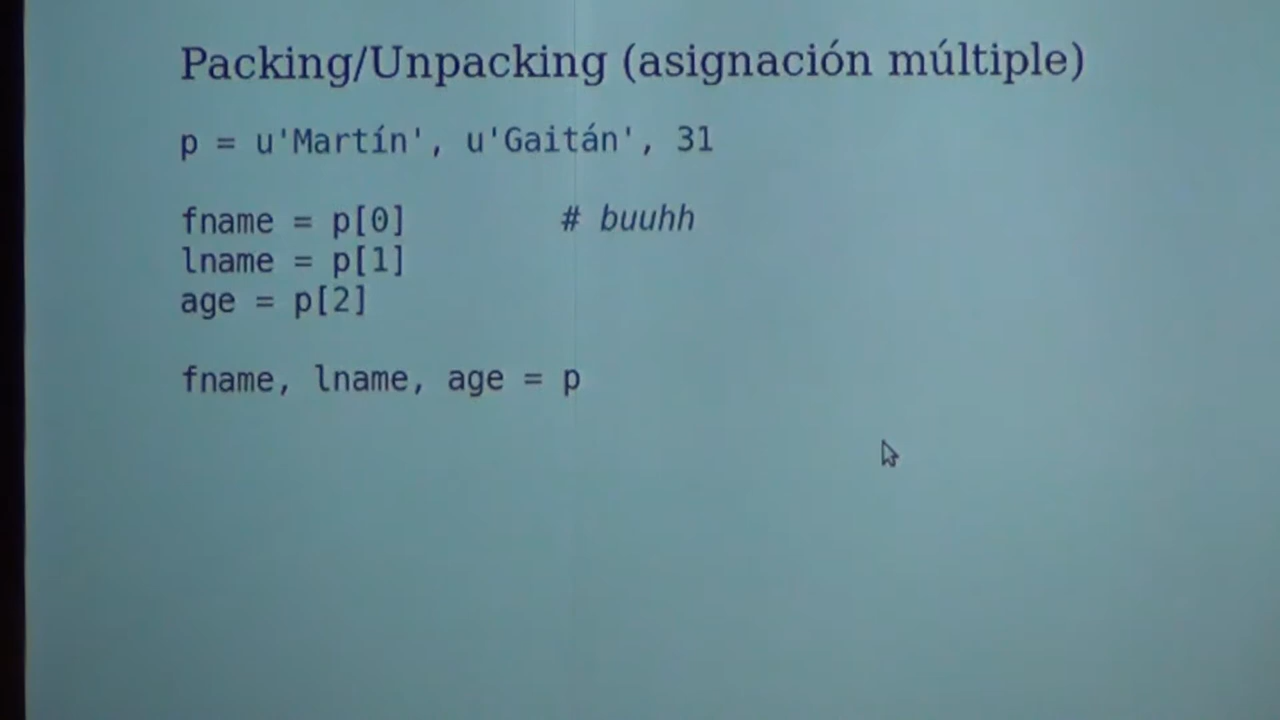 Packing/Unpacking (asignación múltiple)
p = u'Martín', u'Gaitán', 31
fname = p[0] # buuhh
lname = p[1]
age = p[2]
fname, lname, age = p